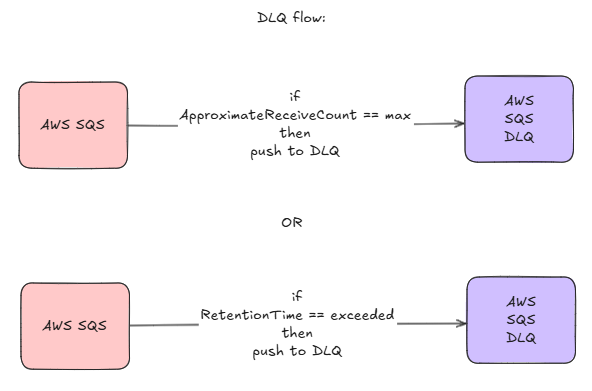 DLQ flow:
AWS SQS
if
ApproximateReceiveCount == max
then
push to DLQ
AWS
SQS
DLQ
OR
AWS SQS
if
RetentionTime == exceeded
then
push to DLQ
AWS
SQS
DLQ